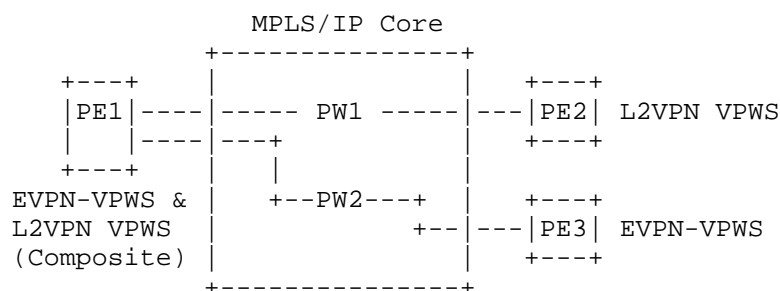 MPLS/IP Core
PE1 PW1 PE2 L2VPN VPWS
EVPN-VPWS & PW2
L2VPN VPWS PE3 EVPN-VPWS
(Composite)